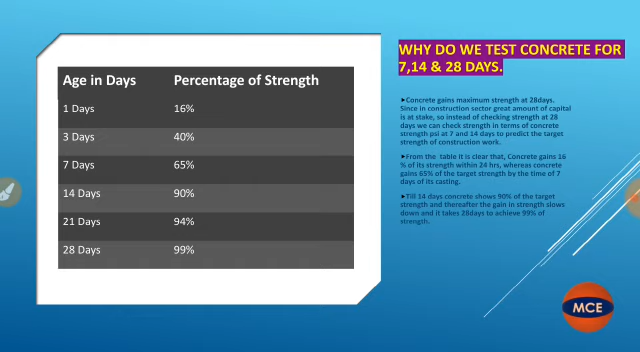 Age in Days Percentage of Strength
1 Days 16%
3 Days 40%
7 Days 65%
14 Days 90%
21 Days 94%
28 Days 99%
WHY DO WE TEST CONCRETE FOR
7,14 & 28 DAYS.
➤Concrete gains maximum strength at 28days.
Since in construction sector great amount of capital
is at stake, so instead of checking strength at 28
days we can check strength in terms of concrete
strength psi at 7 and 14 days to predict the target
strength of construction work.
➤From the table it is clear that, Concrete gains 16
% of its strength within 24 hrs, whereas concrete
gains 65% of the target strength by the time of 7
days of its casting.
➤Till 14 days concrete shows 90% of the target
strength and thereafter the gain in strength slows
down and it takes 28days to achieve 99% of
strength.
MCE